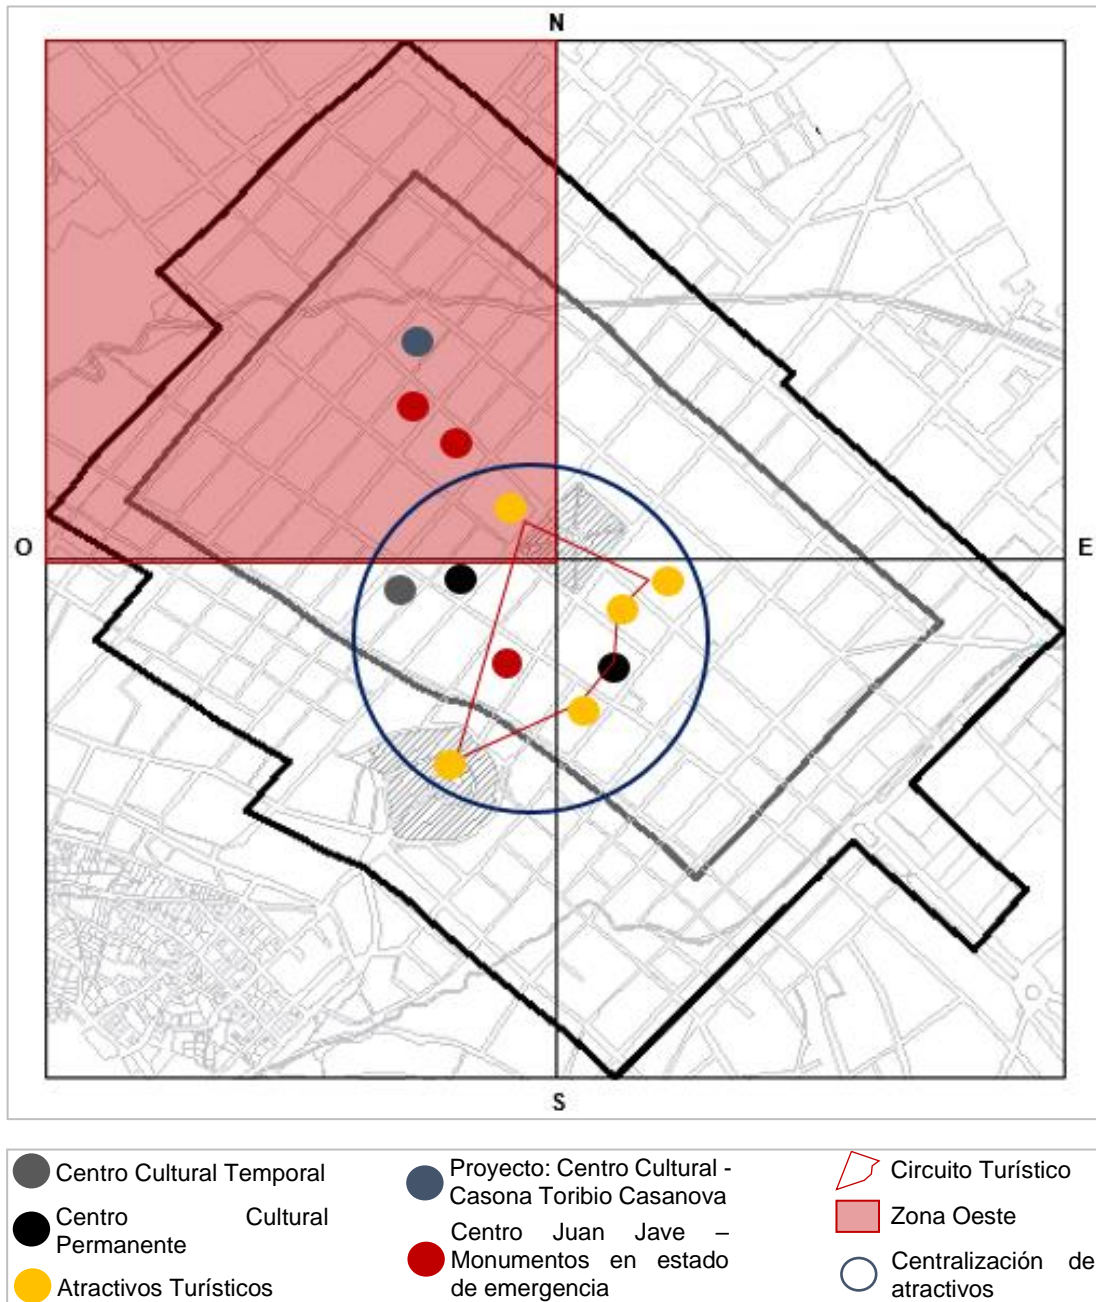 N
O
E
S
Centro Cultural Temporal
Centro Cultural
Permanente
Atractivos Turísticos
Proyecto: Centro Cultural -
Casona Toribio Casanova
Centro Juan Jave –
Monumentos en estado
de emergencia
Circuito Turístico
Zona Oeste
Centralización de
atractivos